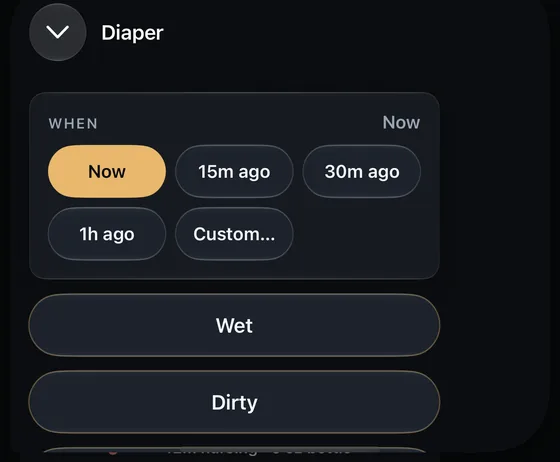 Diaper
WHEN Now
Now 15m ago 30m ago
1h ago Custom...
Wet
Dirty